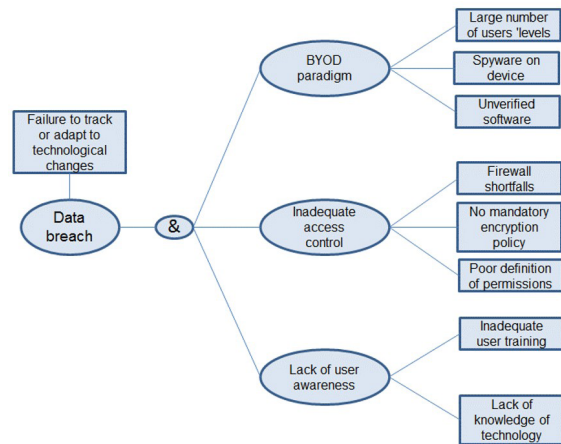 Failure to track
or adapt to
technological
changes
Data
breach
&
BYOD
paradigm
Large number
of users 'levels
Spyware on
device
Unverified
software
Inadequate
access
control
Firewall
shortfalls
No mandatory
encryption
policy
Poor definition
of permissions
Lack of user
awareness
Inadequate
user training
Lack of
knowledge of
technology